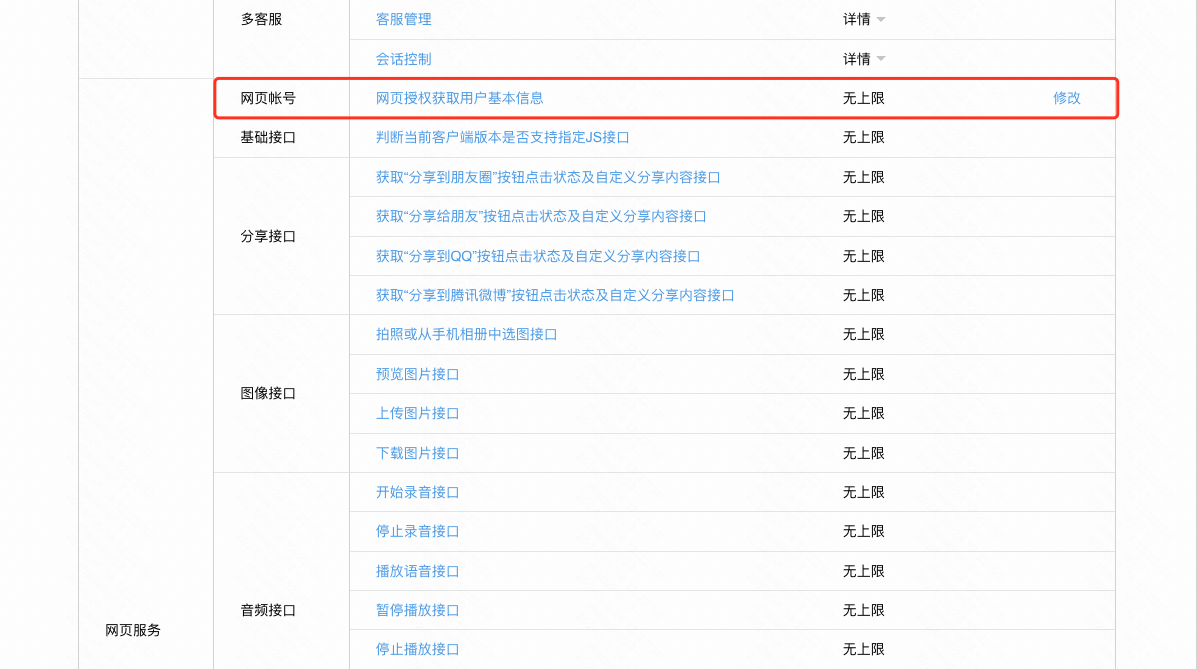 多客服 客服管理 详情
会话控制 详情
网页帐号 网页授权获取用户基本信息 无上限 修改
基础接口 判断当前客户端版本是否支持指定JS接口 无上限
获取“分享到朋友圈”按钮点击状态及自定义分享内容接口 无上限
获取“分享给朋友”按钮点击状态及自定义分享内容接口 无上限
分享接口
获取“分享到QQ”按钮点击状态及自定义分享内容接口 无上限
获取“分享到腾讯微博”按钮点击状态及自定义分享内容接口 无上限
拍照或从手机相册中选图接口 无上限
预览图片接口 无上限
图像接口
上传图片接口 无上限
下载图片接口 无上限
开始录音接口 无上限
停止录音接口 无上限
播放语音接口 无上限
音频接口 暂停播放接口 无上限
网页服务
停止播放接口 无上限